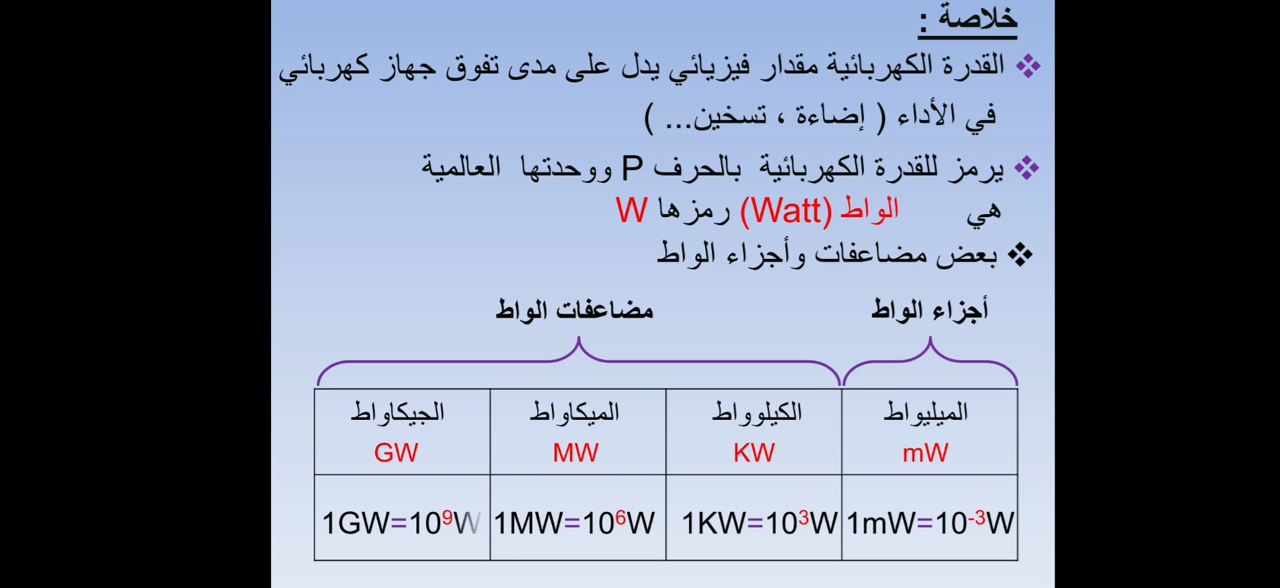 خلاصة :
❖ القدرة الكهربائية مقدار فيزيائي يدل على مدى تفوق جهاز كهربائي
في الأداء ( إضاءة ، تسخين... )
❖ يرمز للقدرة الكهربائية بالحرف P ووحدتها العالمية
هي الواط (Watt) رمزها W
❖ بعض مضاعفات وأجزاء الواط
أجزاء الواط مضاعفات الواط
الميليواط الكيلوواط الميكاواط الجيكاواط
mW KW MW GW
1mW=10⁻³W 1KW=10³W 1MW=10⁶W 1GW=10⁹W